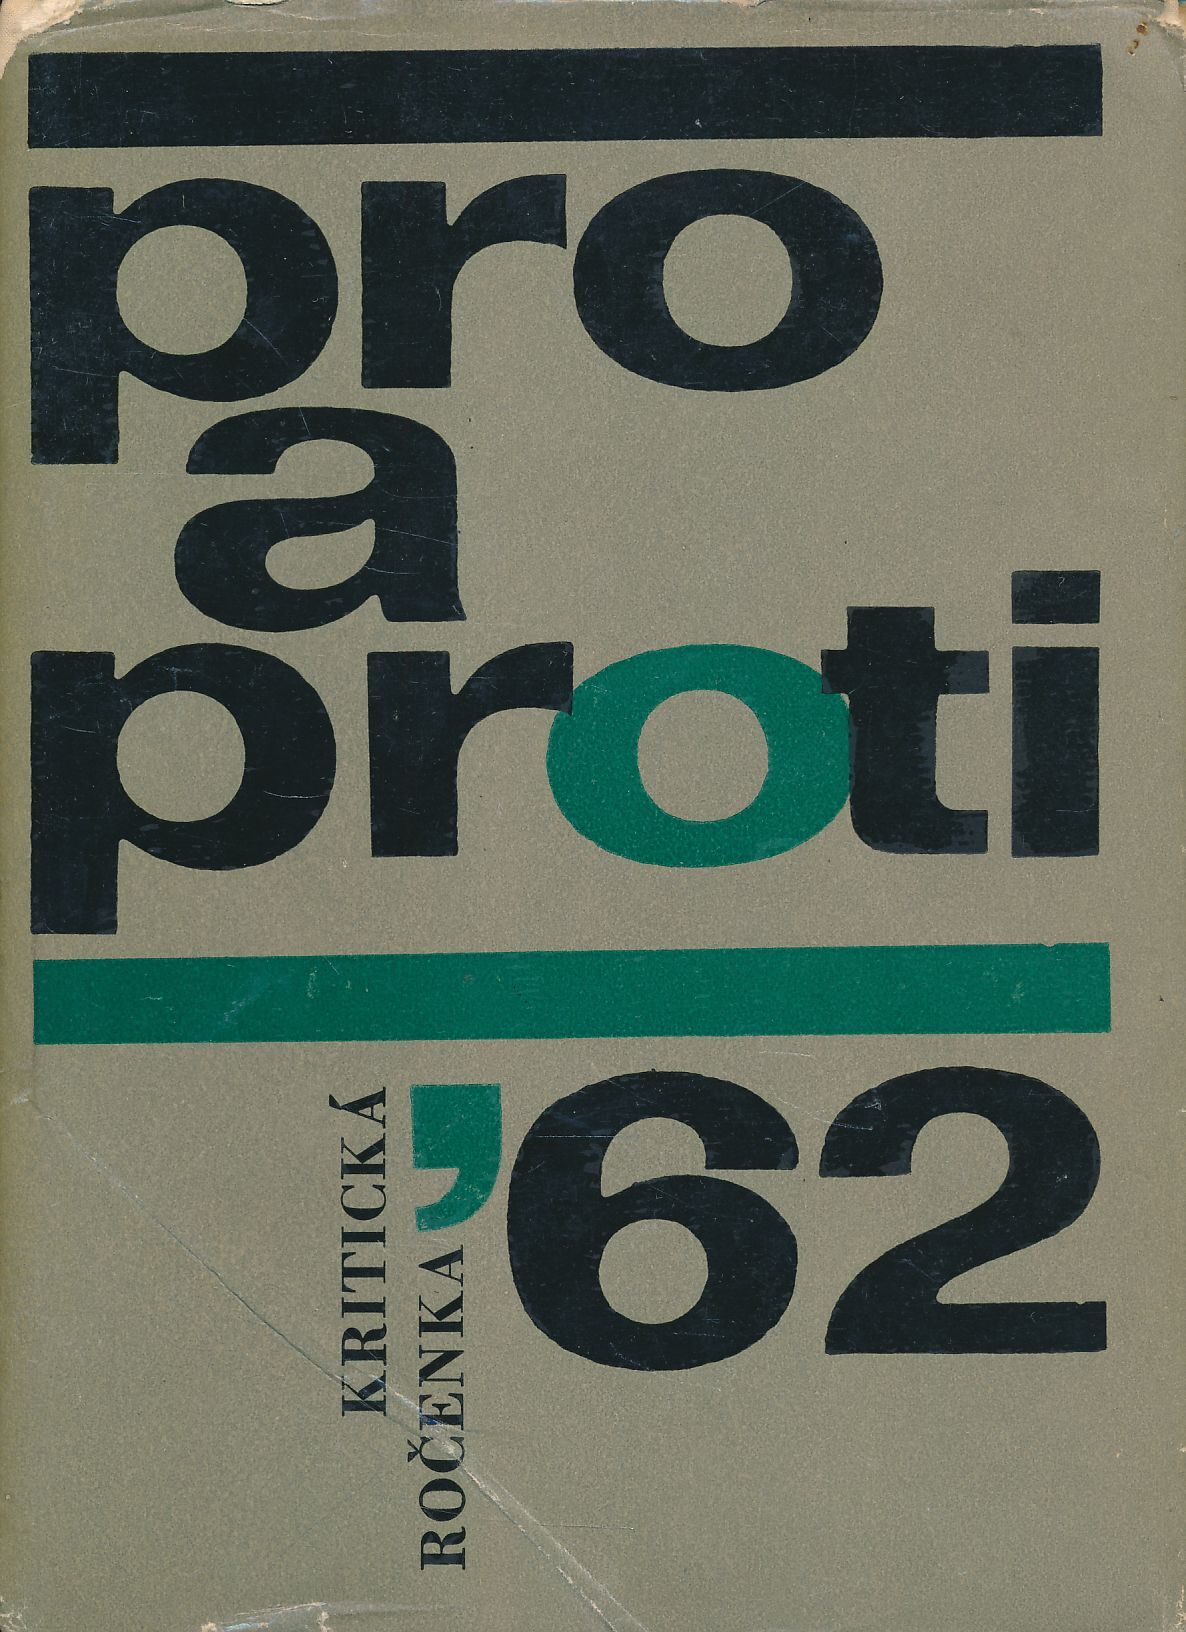 pro
a
proti
’62
KRITICKÁ
ROČENKA